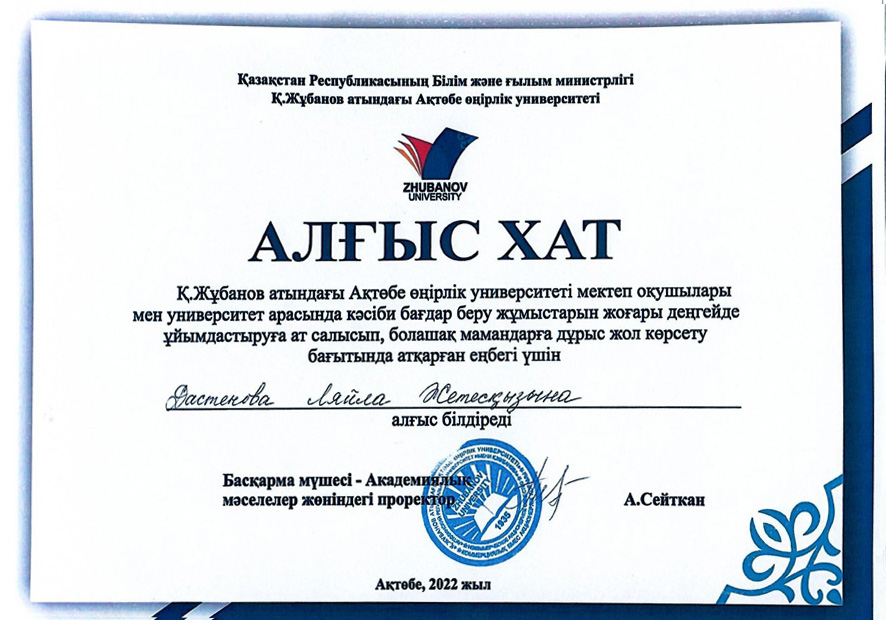 Қазақстан Республикасының Білім және ғылым министрлігі
Қ.Жұбанов атындағы Ақтөбе өңірлік университеті
ZHUBANOV
UNIVERSITY
АЛҒЫС ХАТ
Қ.Жұбанов атындағы Ақтөбе өңірлік университеті мектеп оқушылары
мен университет арасында кәсіби бағдар беру жұмыстарын жоғары деңгейде
ұйымдастыруға ат салысып, болашақ мамандарға дұрыс жол көрсету
бағытында атқарған еңбегі үшін
Дастенова Ляйла Жетесқызына
алғыс білдіреді
Басқарма мүшесі - Академиялық
мәселелер жөніндегі проректор
А.Сейткан
ZHUBANOV
UNIVERSITY
1935
Ақтөбе, 2022 жыл